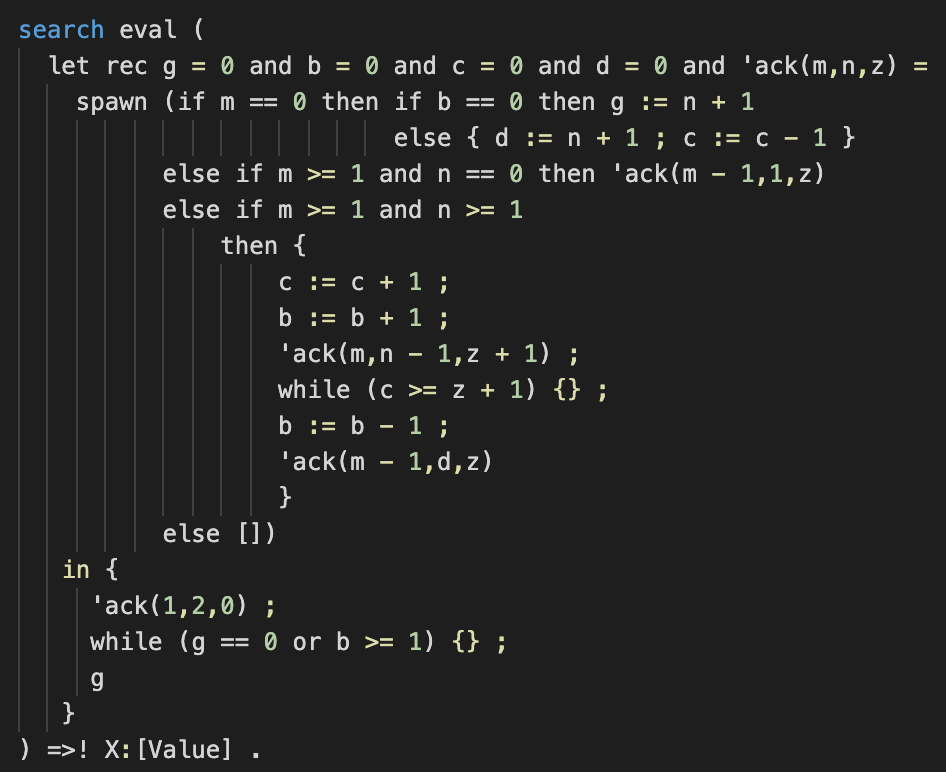 search eval (
let rec g = 0 and b = 0 and c = 0 and d = 0 and 'ack(m,n,z) =
spawn (if m == 0 then if b == 0 then g := n + 1
else { d := n + 1 ; c := c - 1 }
else if m >= 1 and n == 0 then 'ack(m - 1,1,z)
else if m >= 1 and n >= 1
then {
c := c + 1 ;
b := b + 1 ;
'ack(m,n - 1,z + 1) ;
while (c >= z + 1) {} ;
b := b - 1 ;
'ack(m - 1,d,z)
}
else [])
in {
'ack(1,2,0) ;
while (g == 0 or b >= 1) {} ;
g
}
) =>! X:[Value] .